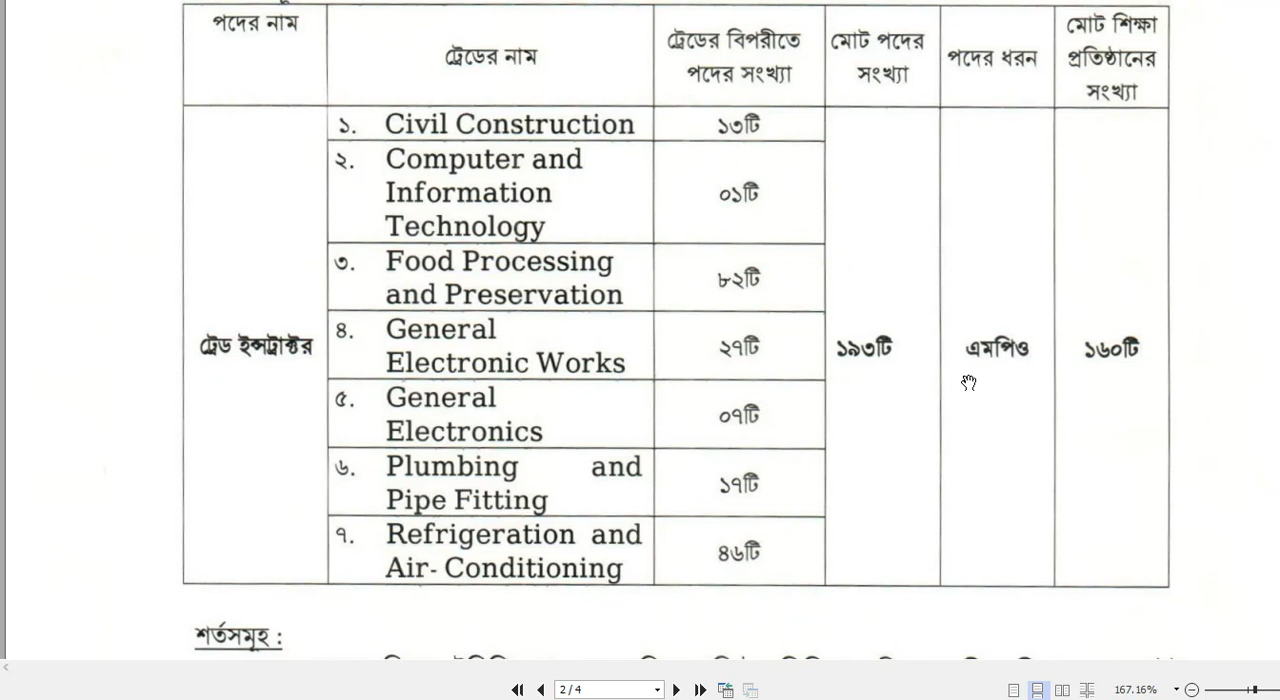 পদের নাম
ট্রেডের নাম
ট্রেডের বিপরীতে
পদের সংখ্যা
মোট পদের
সংখ্যা
পদের ধরন
মোট শিক্ষা
প্রতিষ্ঠানের
সংখ্যা
ট্রেড ইন্সট্রাক্টর
১. Civil Construction
১৩টি
২. Computer and
Information
Technology
০১টি
৩. Food Processing
and Preservation
৮২টি
৪. General
Electronic Works
২৭টি
৫. General
Electronics
০৭টি
৬. Plumbing and
Pipe Fitting
১৭টি
৭. Refrigeration and
Air- Conditioning
৪৬টি
১৯৩টি
এমপিও
১৬০টি
শর্তসমূহ :
2 / 4
167.16%